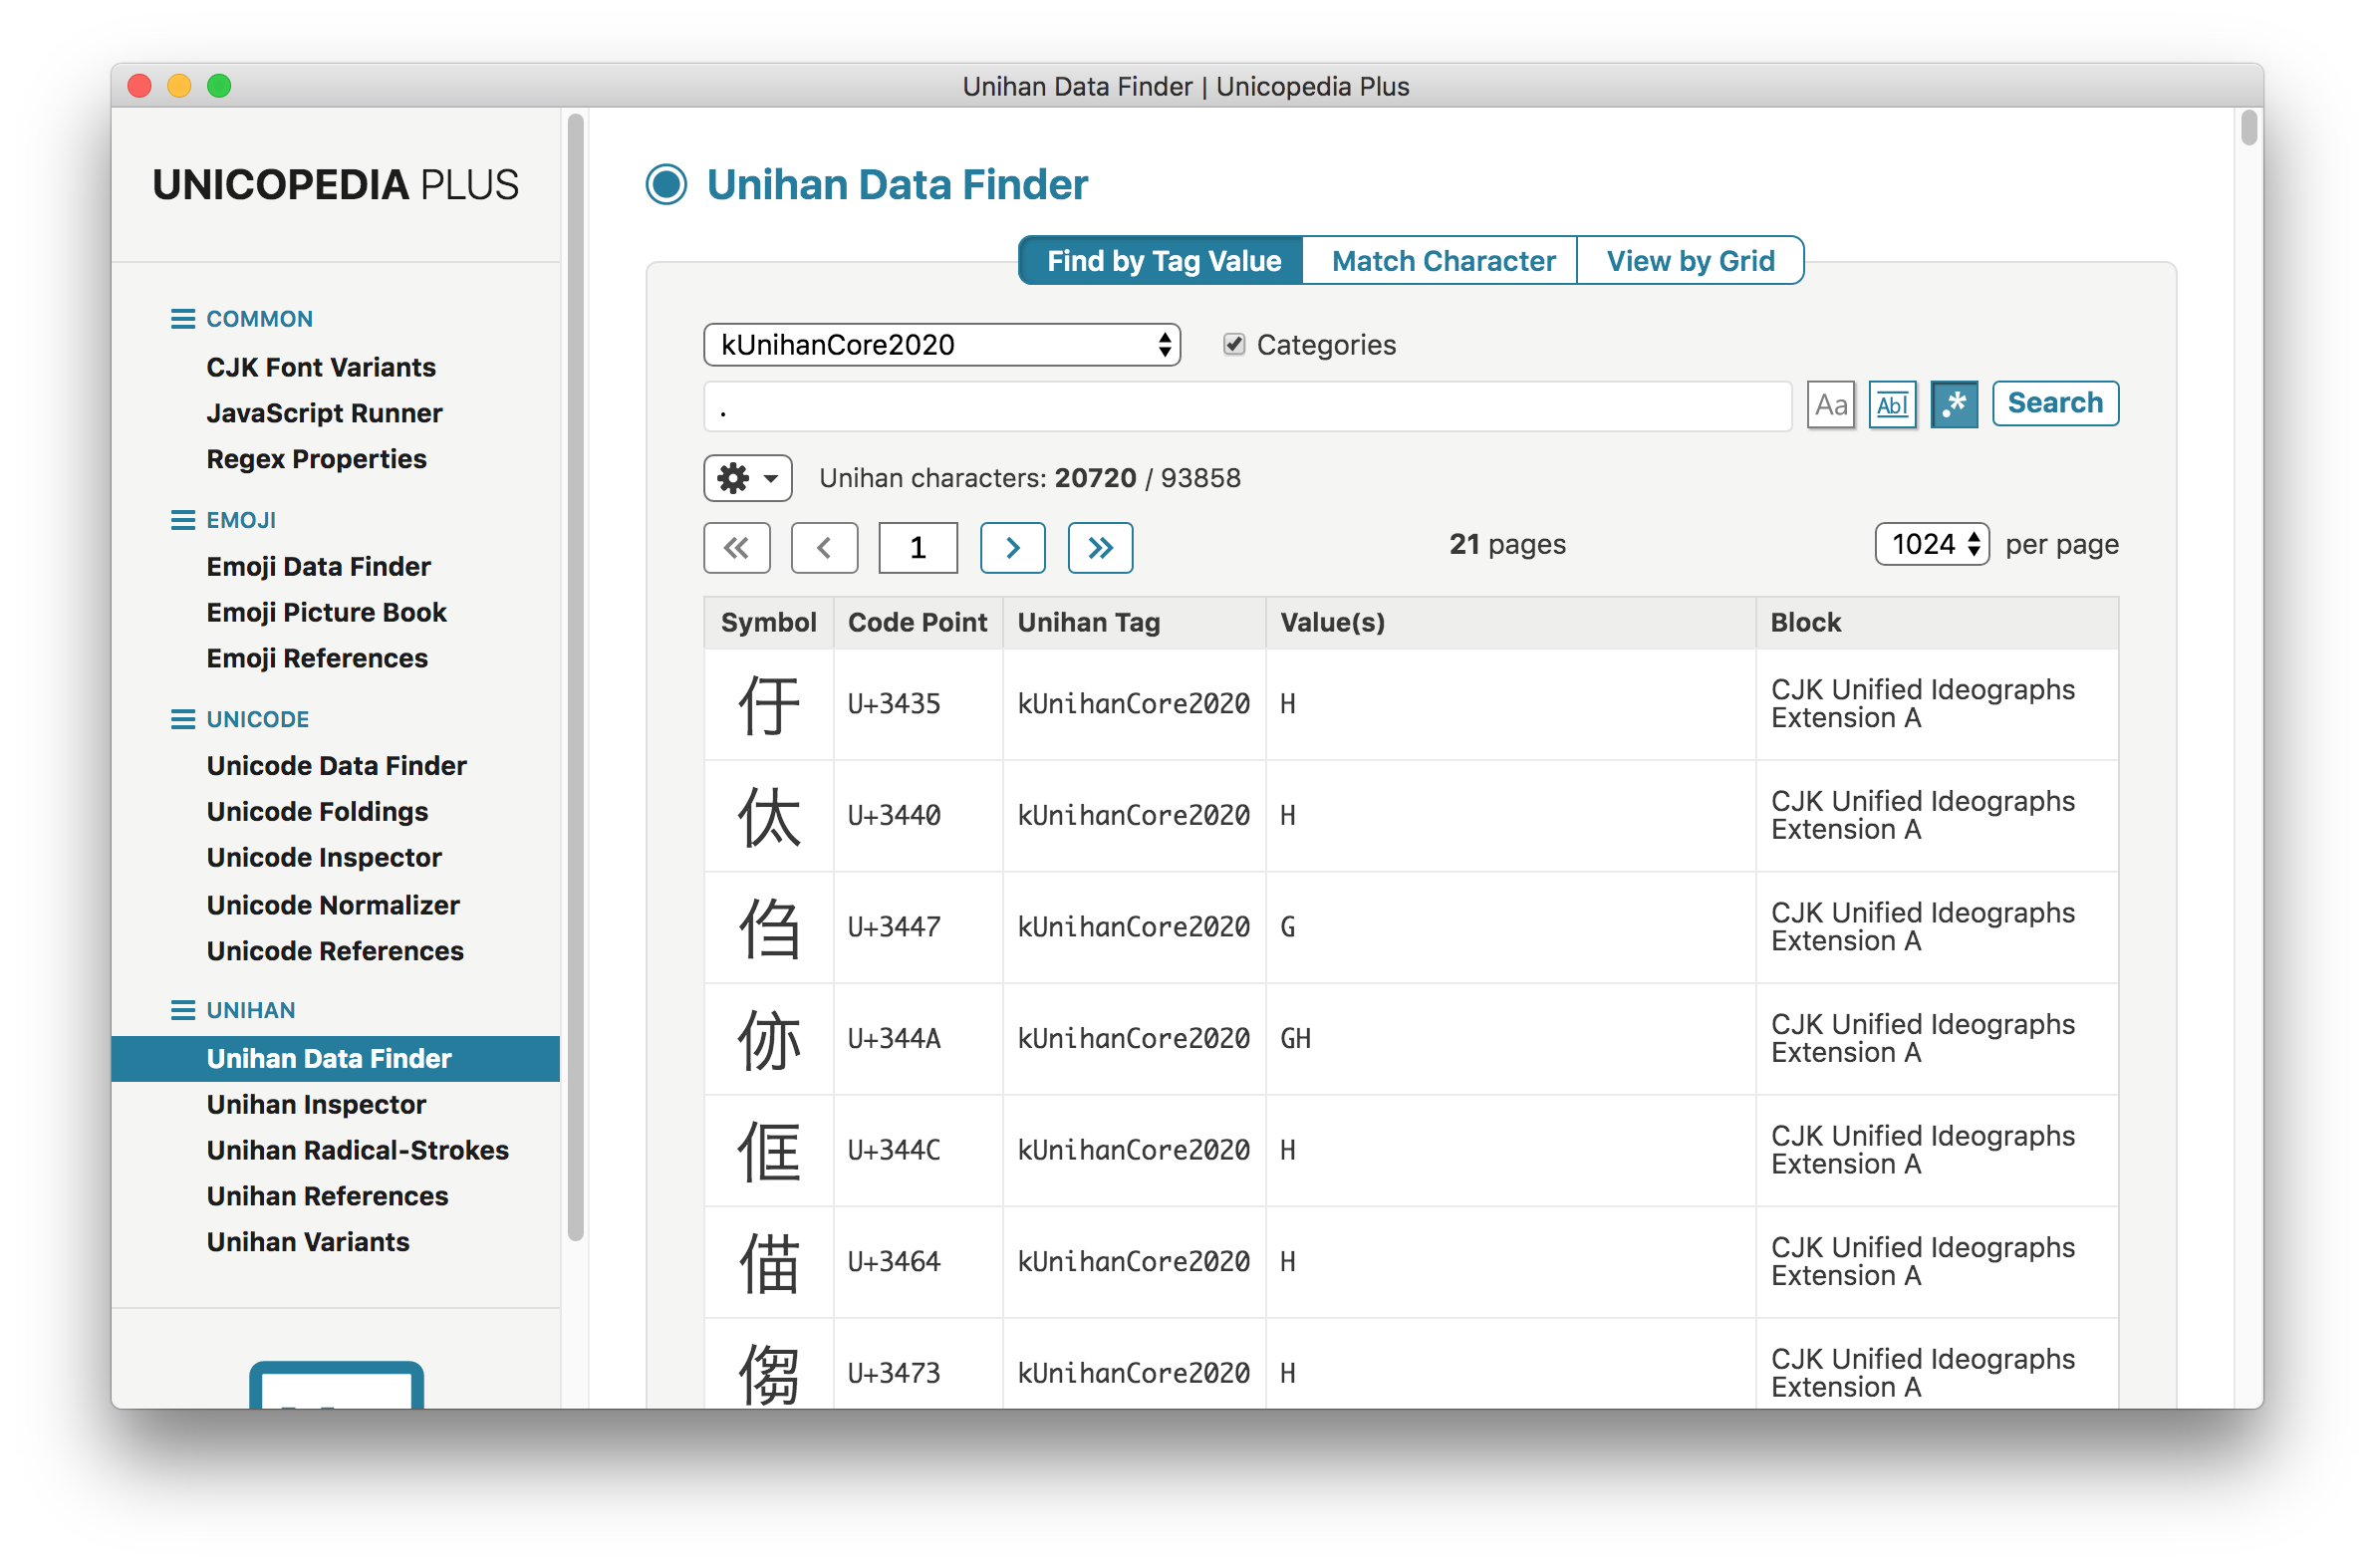 Unihan Data Finder | Unicopedia Plus
UNICOPEDIA PLUS
COMMON
CJK Font Variants
JavaScript Runner
Regex Properties
EMOJI
Emoji Data Finder
Emoji Picture Book
Emoji References
UNICODE
Unicode Data Finder
Unicode Foldings
Unicode Inspector
Unicode Normalizer
Unicode References
UNIHAN
Unihan Data Finder
Unihan Inspector
Unihan Radical-Strokes
Unihan References
Unihan Variants
Unihan Data Finder
Find by Tag Value Match Character View by Grid
kUnihanCore2020 Categories
. Aa Abl .* Search
Unihan characters: 20720 / 93858
« ‹ 1 › » 21 pages 1024 per page
Symbol Code Point Unihan Tag Value(s) Block
㐵 U+3435 kUnihanCore2020 H CJK Unified Ideographs
Extension A
㑀 U+3440 kUnihanCore2020 H CJK Unified Ideographs
Extension A
㑇 U+3447 kUnihanCore2020 G CJK Unified Ideographs
Extension A
㑊 U+344A kUnihanCore2020 GH CJK Unified Ideographs
Extension A
㑌 U+344C kUnihanCore2020 H CJK Unified Ideographs
Extension A
㑤 U+3464 kUnihanCore2020 H CJK Unified Ideographs
Extension A
㑳 U+3473 kUnihanCore2020 H CJK Unified Ideographs
Extension A